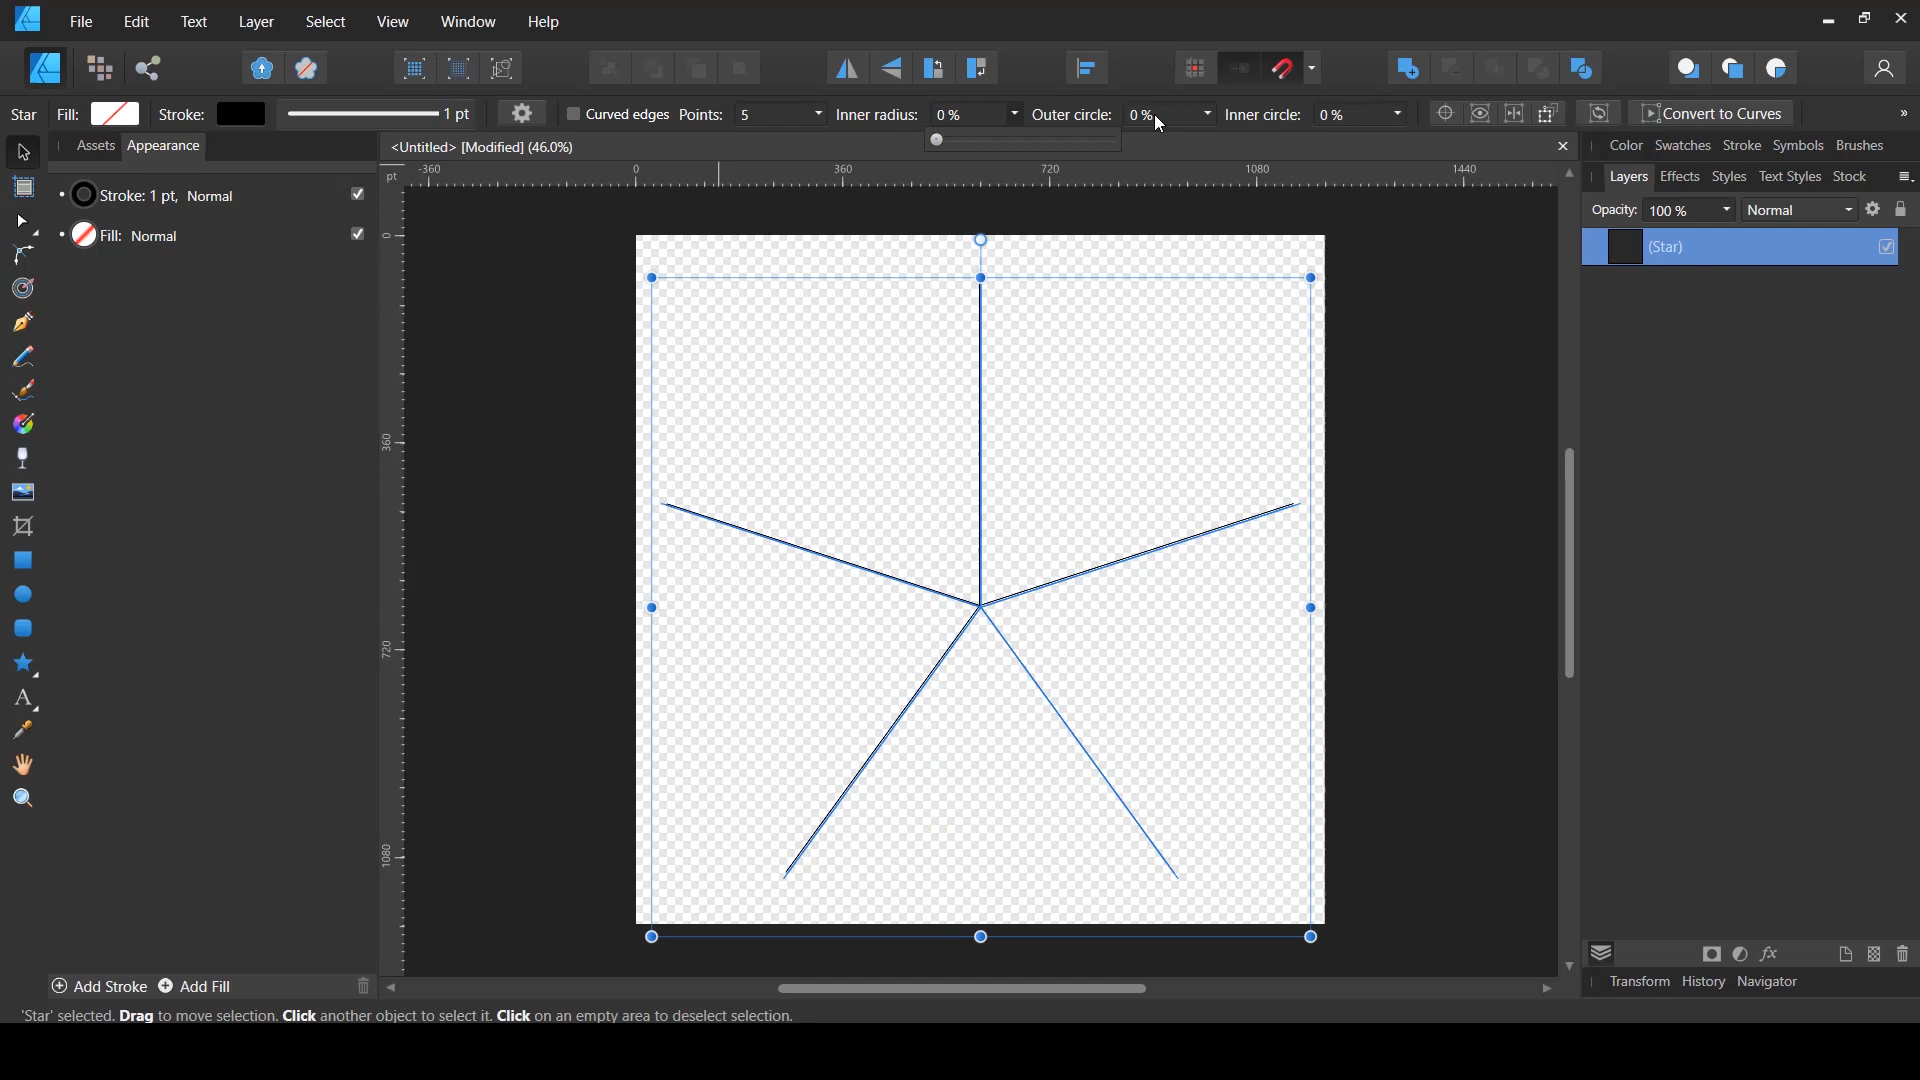 File Edit Text Layer Select View Window Help
Star Fill: Stroke: 1 pt Curved edges Points: 5 Inner radius: 0 % Outer circle: 0 % Inner circle: 0 % Convert to Curves »
Assets Appearance <Untitled> [Modified] (46.0%) Color Swatches Stroke Symbols Brushes
pt -360 0 360 720 1080 1440
Layers Effects Styles Text Styles Stock
Stroke: 1 pt, Normal
Opacity: 100 % Normal
Fill: Normal
(Star)
0
360
720
1080
Add Stroke Add Fill
Transform History Navigator
'Star' selected. Drag to move selection. Click another object to select it. Click on an empty area to deselect selection.